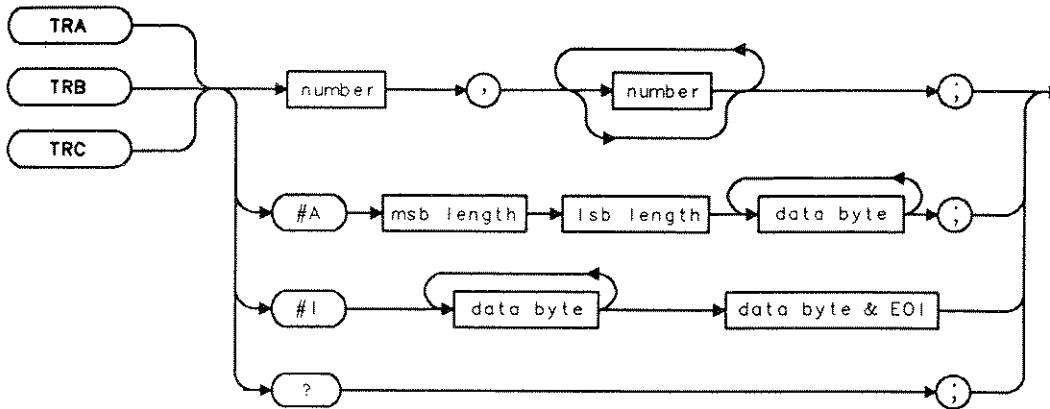 TRA
TRB
TRC
number , number ;
#A msb length lsb length data byte ;
#I data byte data byte & EOI
? ;